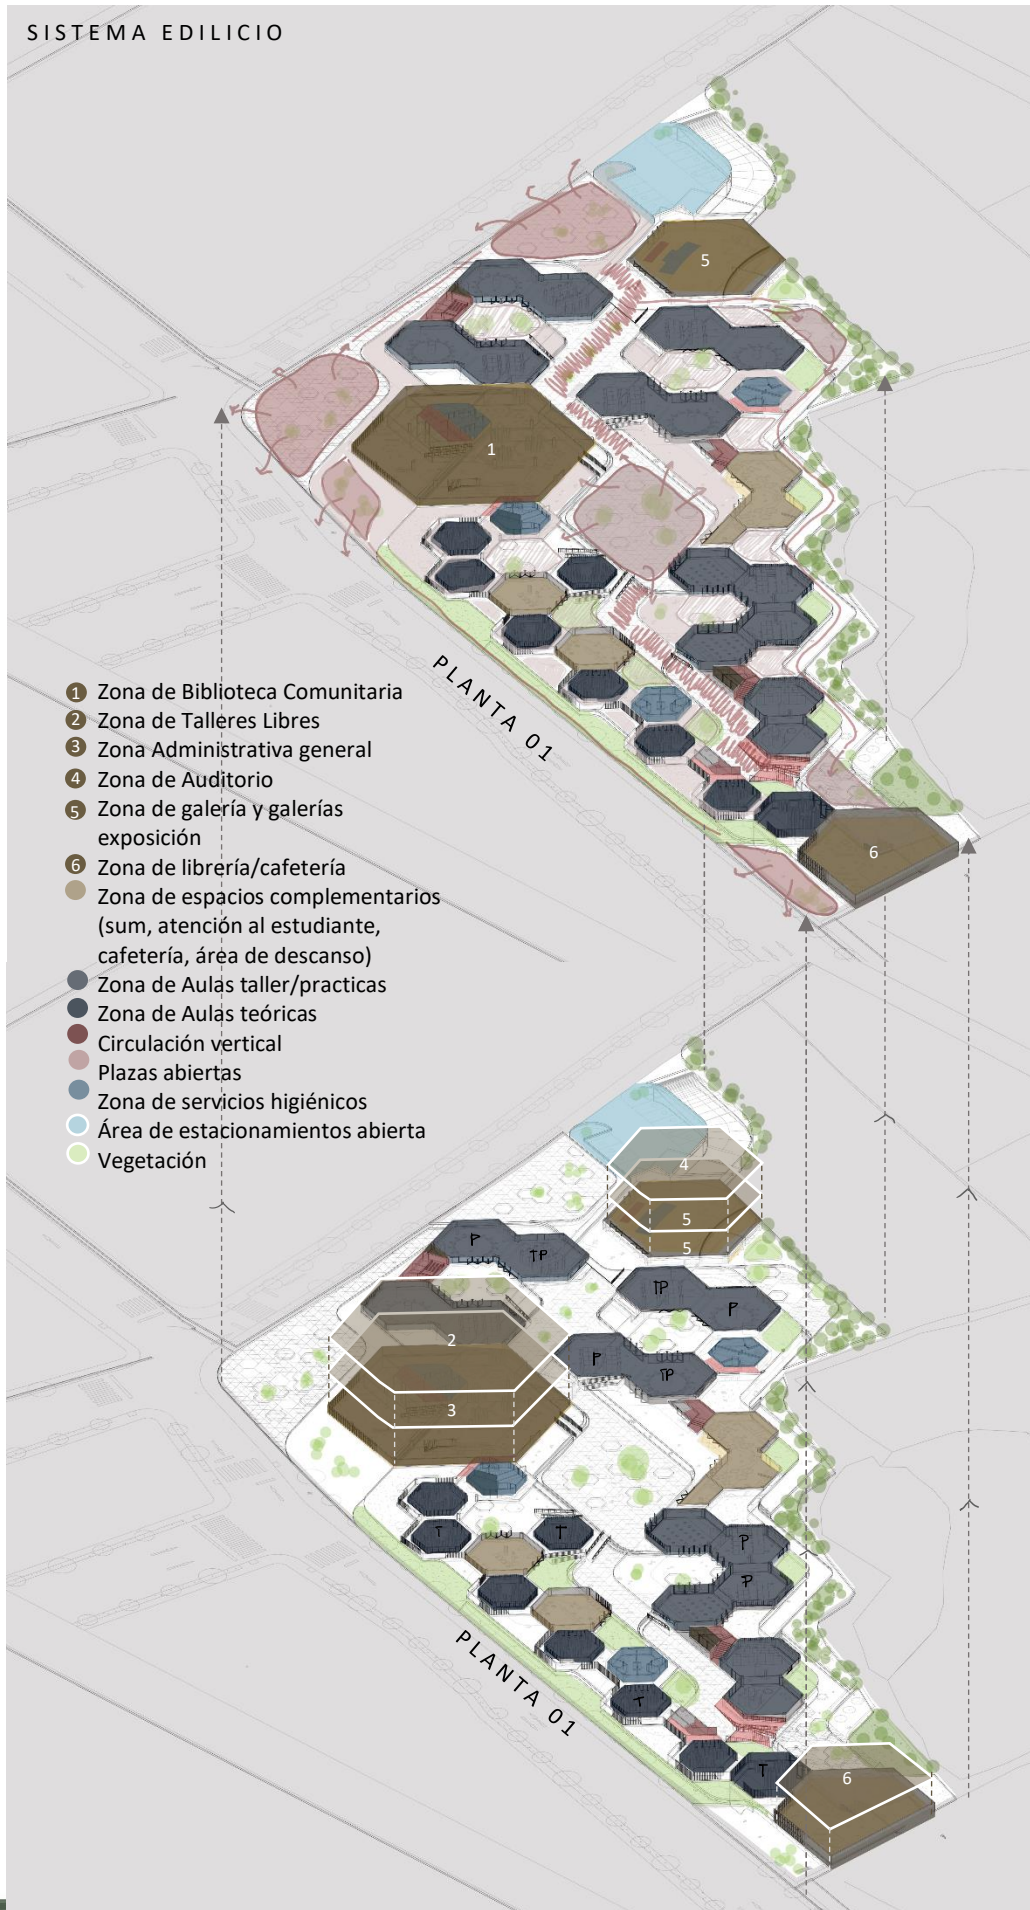 SISTEMA EDILICIO
5
1
PLANTA 01
6
1 Zona de Biblioteca Comunitaria
2 Zona de Talleres Libres
3 Zona Administrativa general
4 Zona de Auditorio
5 Zona de galería y galerías
exposición
6 Zona de librería/cafetería
Zona de espacios complementarios
(sum, atención al estudiante,
cafetería, área de descanso)
Zona de Aulas taller/practicas
Zona de Aulas teóricas
Circulación vertical
Plazas abiertas
Zona de servicios higiénicos
Área de estacionamientos abierta
Vegetación
4
5
5
P
TP
TP
P
2
P
TP
3
T
T
P
P
PLANTA 01
T
T
6